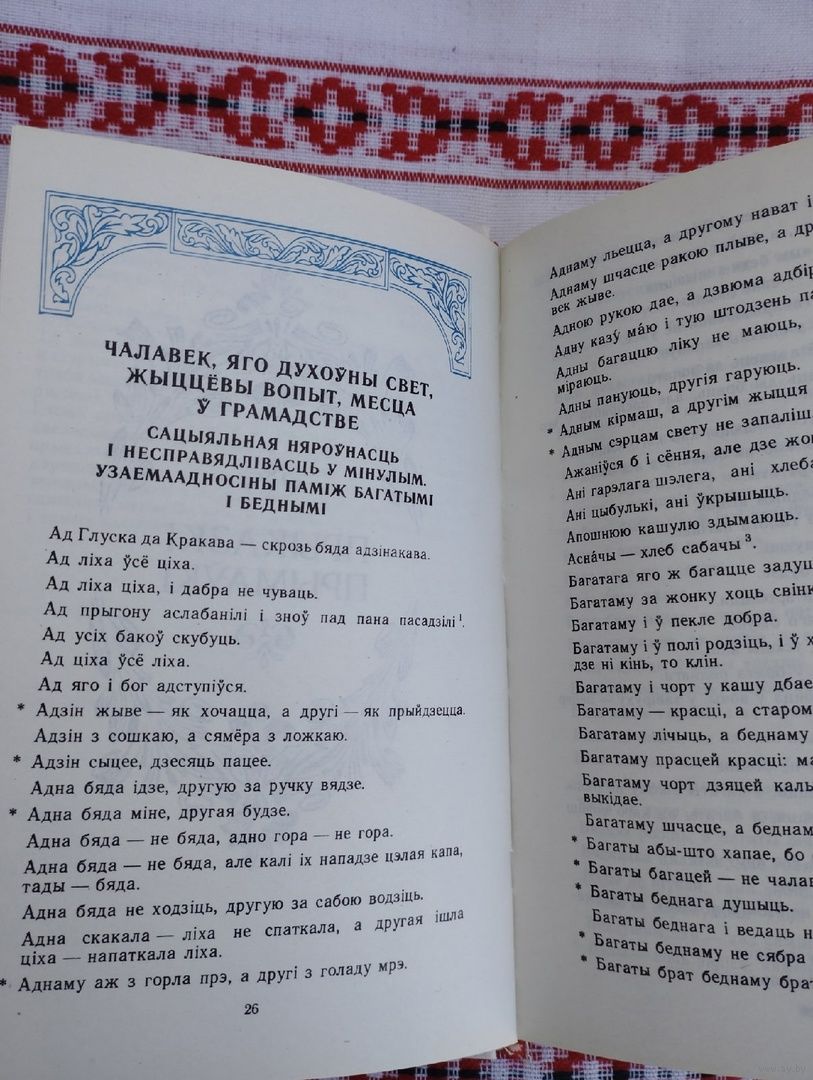 ЧАЛАВЕК, ЯГО ДУХОЎНЫ СВЕТ,
ЖЫЦЦЁВЫ ВОПЫТ, МЕСЦА
Ў ГРАМАДСТВЕ
САЦЫЯЛЬНАЯ НЯРОЎНАСЦЬ
І НЕСПРАВЯДЛІВАСЦЬ У МІНУЛЫМ.
УЗАЕМААДНОСІНЫ ПАМІЖ БАГАТЫМІ
І БЕДНЫМІ
Ад Глуска да Кракава — скрозь бяда адзінакава.
Ад ліха ўсё ціха.
Ад ліха ціха, і дабра не чуваць.
Ад прыгону аслабанілі і зноў пад пана пасадзілі¹.
Ад усіх бакоў скубуць.
Ад ціха ўсё ліха.
Ад яго і бог адступіўся.
* Адзін жыве — як хочацца, а другі — як прыйдзецца.
Адзін з сошкаю, а сямёра з ложкаю.
* Адзін сыцее, дзесяць пацее.
Адна бяда ідзе, другую за ручку вядзе.
* Адна бяда міне, другая будзе.
Адна бяда — не бяда, адно гора — не гора.
Адна бяда — не бяда, але калі іх нападзе цэлая капа,
тады — бяда.
Адна бяда не ходзіць, другую за сабою водзіць.
Адна скакала — ліха не спаткала, а другая ішла
ціха — напаткала ліха.
* Аднаму аж з горла прэ, а другі з голаду мрэ.
26
Аднаму льецца, а другому нават і
Аднаму шчасце ракою плыве, а
век жыве.
Адною рукою дае, а дзвюма
Адну казу́ ма́ю і тую штодзень
Адны багаццю ліку не маюць,
міраюць.
Адны пануюць, другія гаруюць.
* Адным кірмаш, а другім жыцця
* Адным сэрцам свету не запаліш
Ажаніўся б і сёння, але дзе
Ані гарэлага шэлега, ані хлеба
Ані цыбулькі, ані ўкрышыць.
Апошнюю кашулю здымаюць.
Асна́чы — хлеб сабачы³.
Багатага яго ж багацце
Багатаму за жонку хоць
Багатаму і ў пекле добра.
Багатаму і ў полі родзіць, і ў
дзе ні кінь, то клін.
Багатаму і чорт у кашу дбае
Багатаму — красці, а
Багатаму лічыць, а беднаму
Багатаму прасцей красці:
Багатаму чорт дзяцей
выкідае.
Багатаму шчасце, а
* Багаты абы-што хапае, бо
* Багаты багацей — не
* Багаты беднага душыць.
Багаты беднага і ведаць
* Багаты беднаму не сябра
* Багаты брат беднаму
www.ay.by